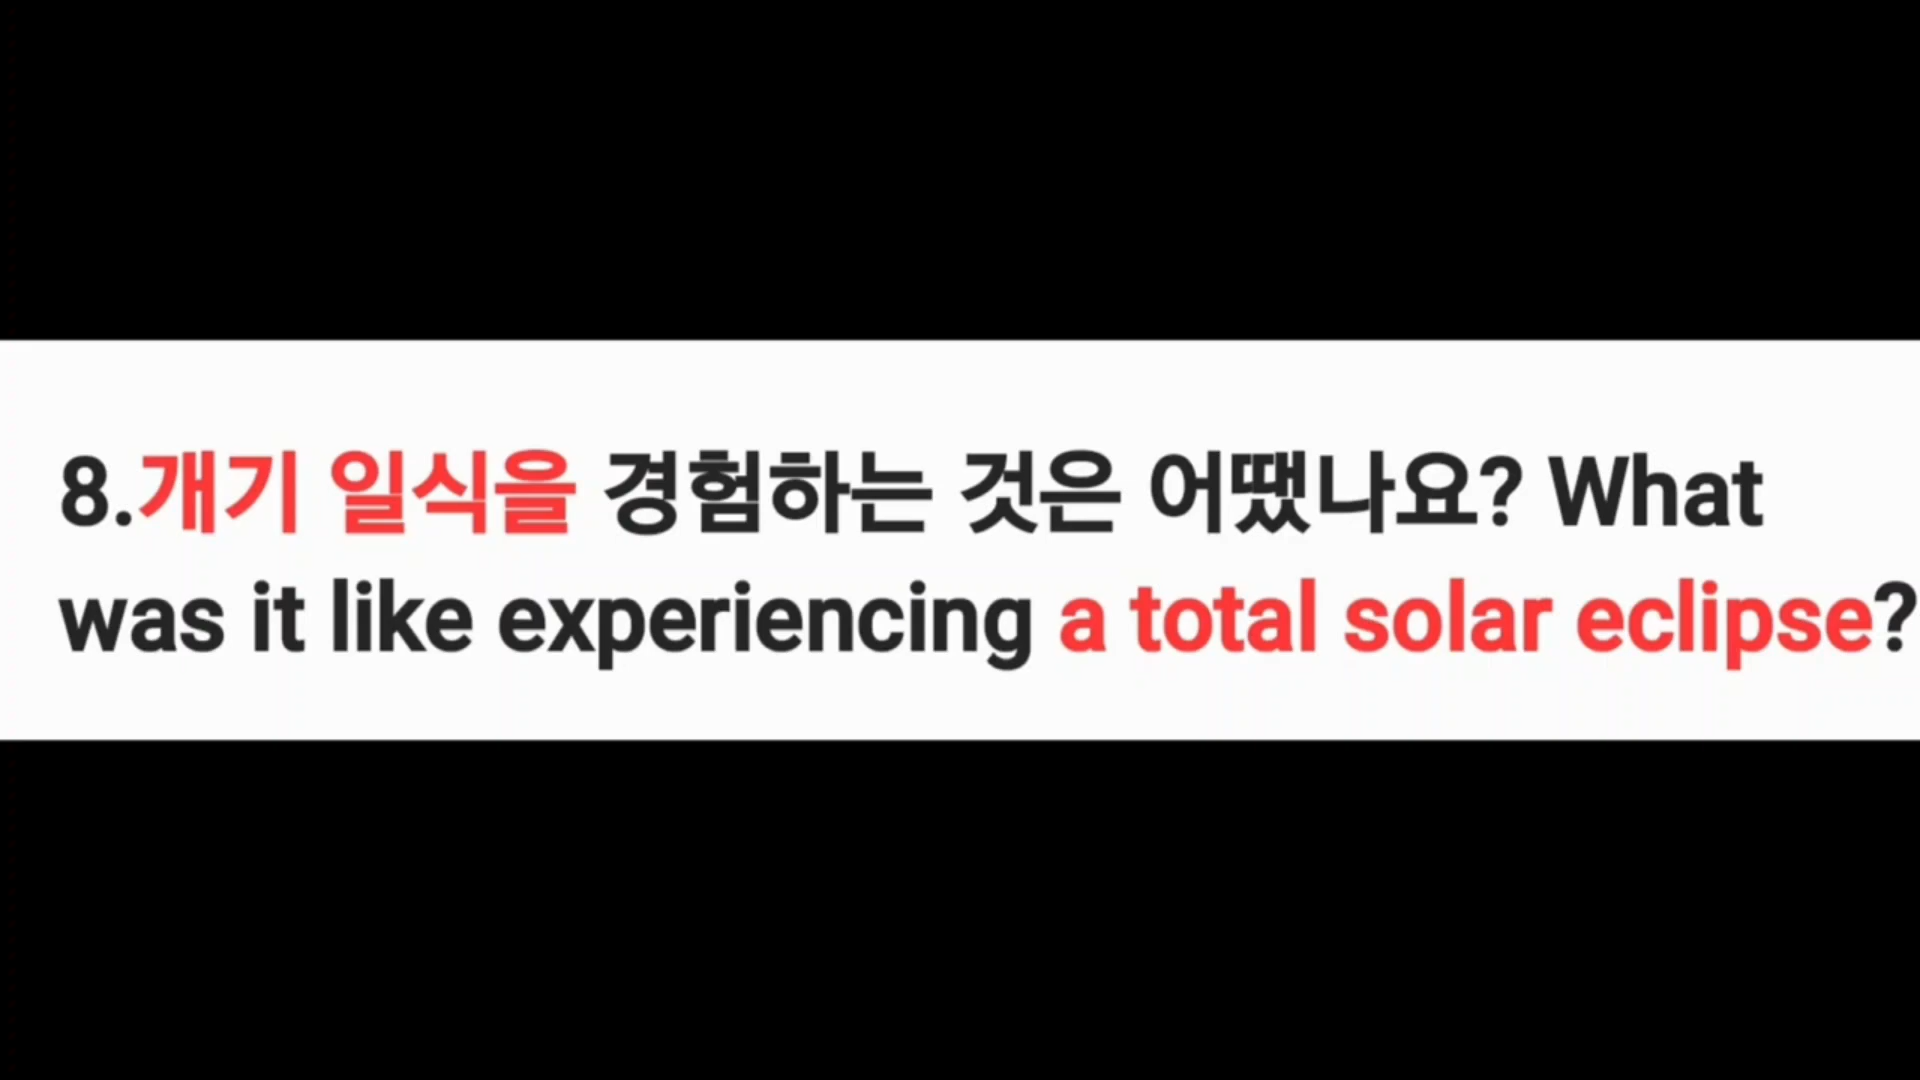 8.개기 일식을 경험하는 것은 어땠나요? What
was it like experiencing a total solar eclipse?